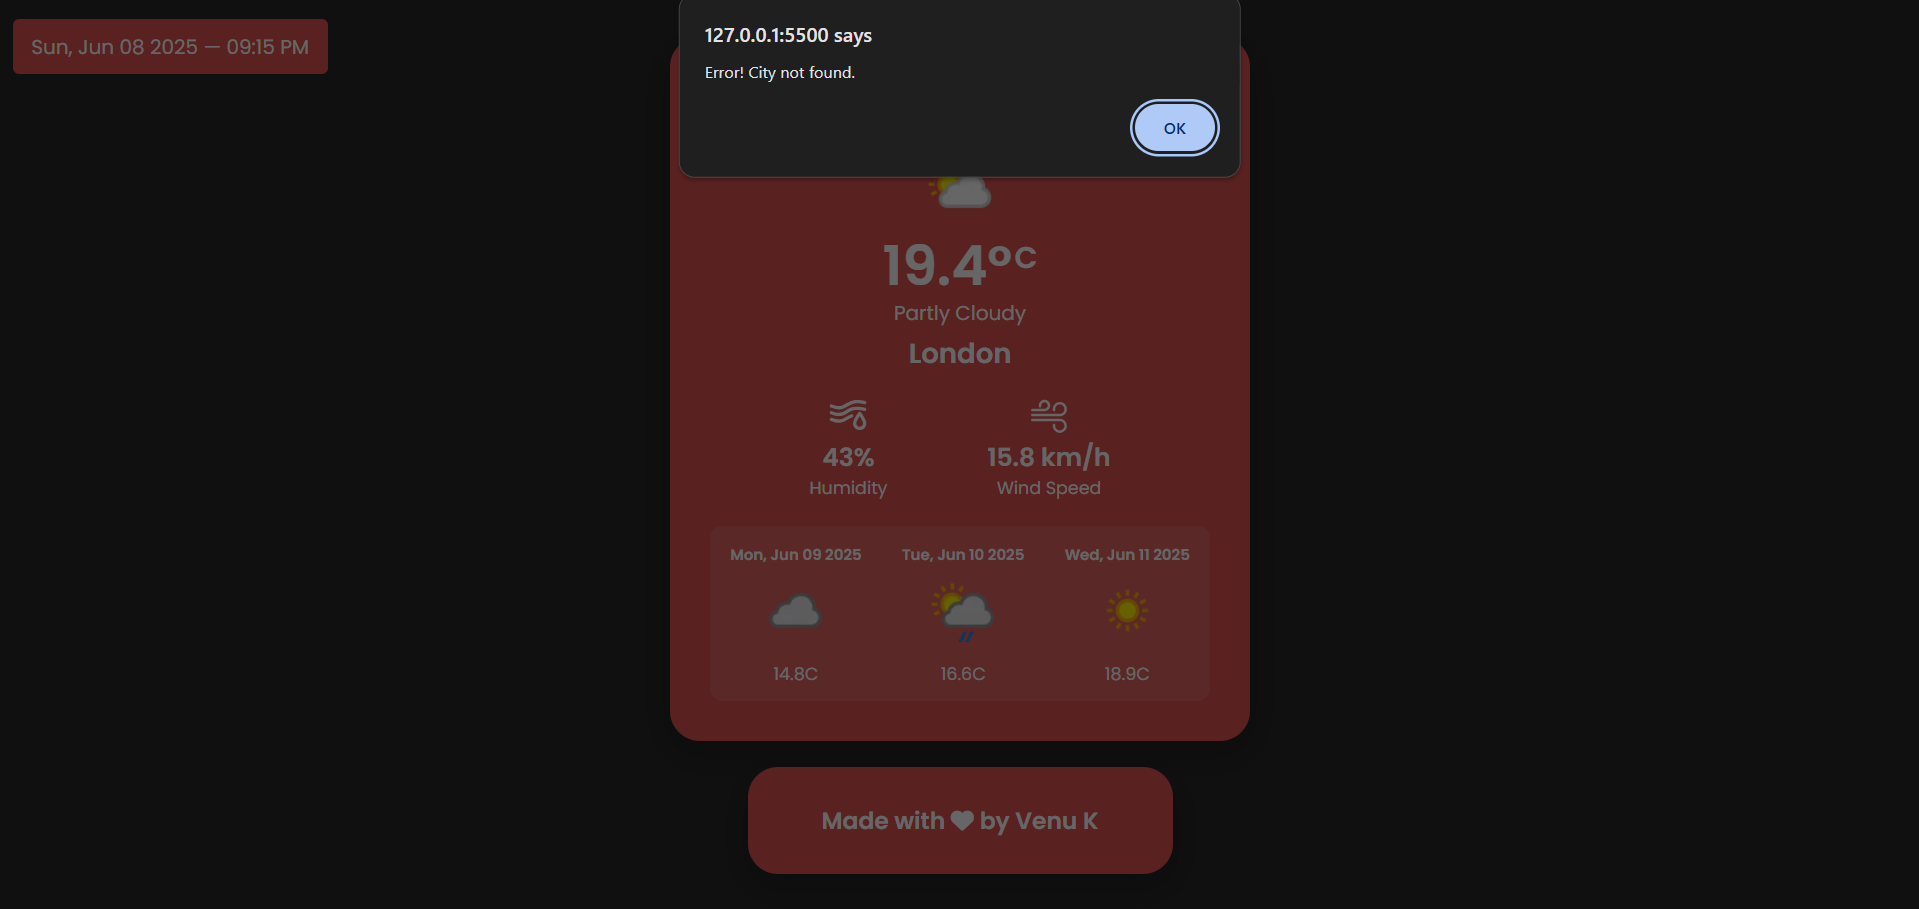 Sun, Jun 08 2025 — 09:15 PM
127.0.0.1:5500 says
Error! City not found.
OK
19.4°C
Partly Cloudy
London
43%
Humidity
15.8 km/h
Wind Speed
Mon, Jun 09 2025
Tue, Jun 10 2025
Wed, Jun 11 2025
14.8C
16.6C
18.9C
Made with ♥ by Venu K